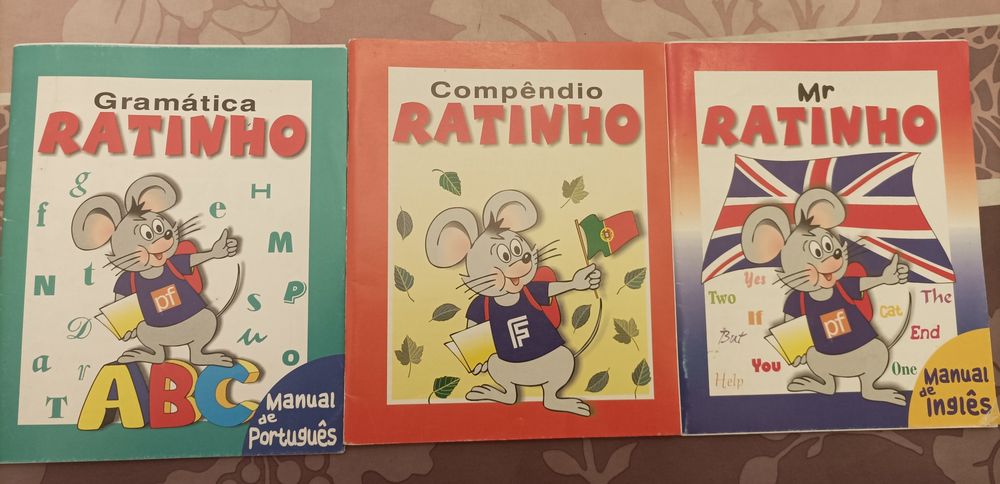 Gramática
RATINHO
g
H
f
e
M
t
N
P
s
D
u
a
r
o
T
pf
ABC
Manual
de
Português
Compêndio
RATINHO
Mr
RATINHO
Yes
Two
The
If
Cat
But
End
You
One
Help
pf
Manual
de
Inglês